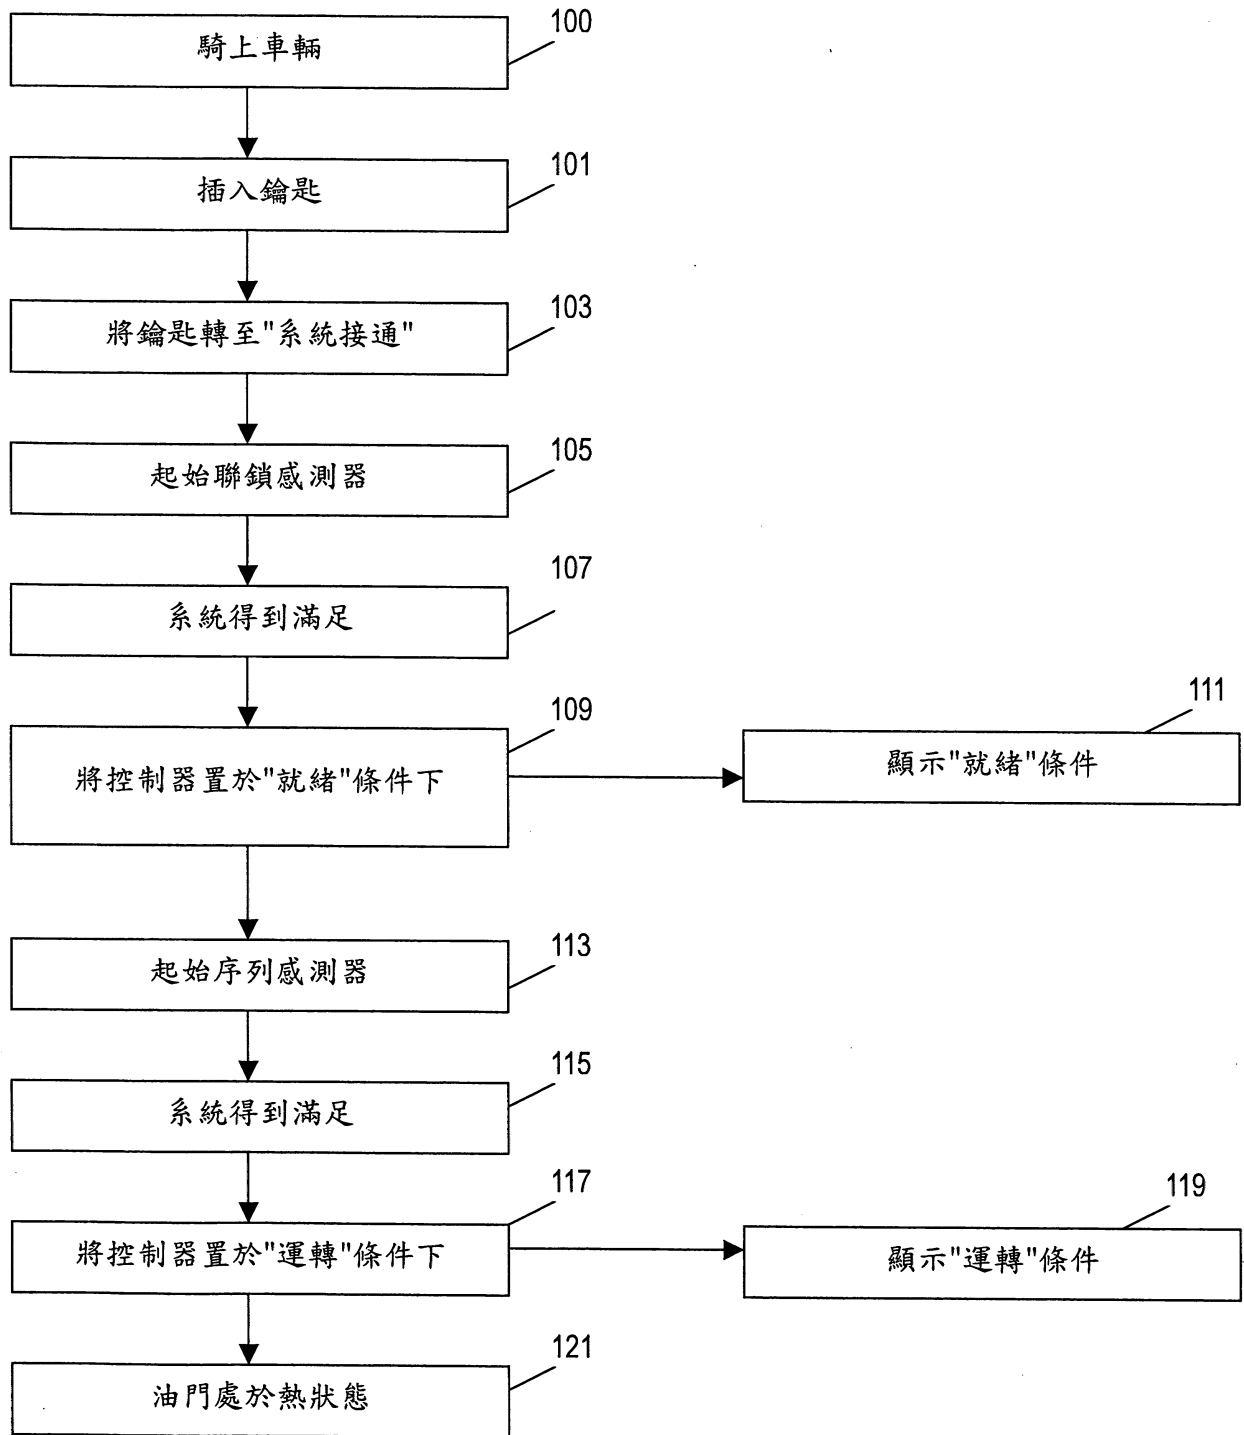 100
騎上車輛
101
插入鑰匙
103
將鑰匙轉至"系統接通"
105
起始聯鎖感測器
107
系統得到滿足
109
將控制器置於"就緒"條件下
111
顯示"就緒"條件
113
起始序列感測器
115
系統得到滿足
117
將控制器置於"運轉"條件下
119
顯示"運轉"條件
121
油門處於熱狀態